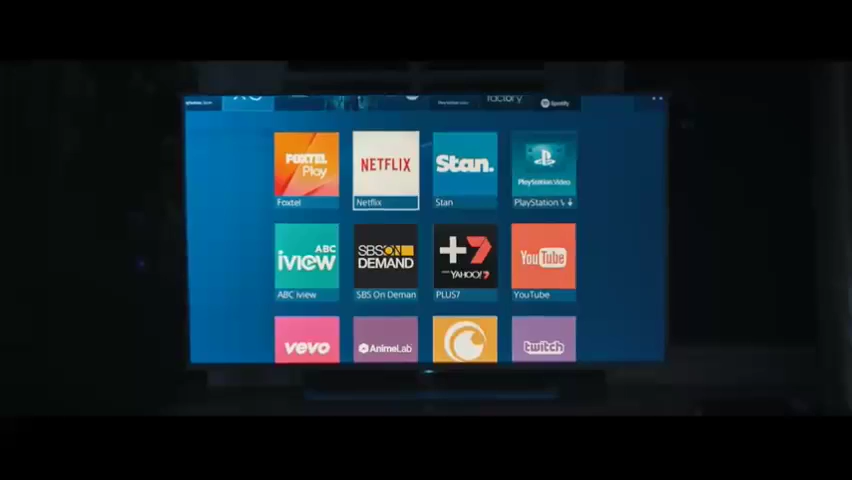 factory
Spotify
FOXTEL
Play
Foxtel
NETFLIX
Netflix
Stan.
Stan
PlayStation Video
PlayStation V
ABC
iVIEW
ABC iview
SBS ON
DEMAND
SBS On Deman
+7
YAHOO!7
PLUS7
YouTube
YouTube
vevo
AnimeLab
twitch